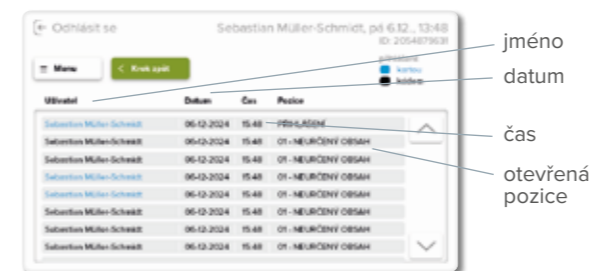 Odhlásit se
Sebastian Müller-Schmidt, pá 6.12., 13:48
ID: 2054879631
přihlášení
Menu
< Krok zpět
kartou
kódem
Uživatel Datum Čas Pozice
Sebastian Müller-Schmidt 06-12-2024 15:48 PŘIHLÁŠENÍ
Sebastian Müller-Schmidt 06-12-2024 15:48 01 - NEURČENÝ OBSAH
Sebastian Müller-Schmidt 06-12-2024 15:48 01 - NEURČENÝ OBSAH
Sebastian Müller-Schmidt 06-12-2024 15:48 01 - NEURČENÝ OBSAH
Sebastian Müller-Schmidt 06-12-2024 15:48 01 - NEURČENÝ OBSAH
Sebastian Müller-Schmidt 06-12-2024 15:48 01 - NEURČENÝ OBSAH
Sebastian Müller-Schmidt 06-12-2024 15:48 01 - NEURČENÝ OBSAH
Sebastian Müller-Schmidt 06-12-2024 15:48 01 - NEURČENÝ OBSAH
jméno
datum
čas
otevřená
pozice